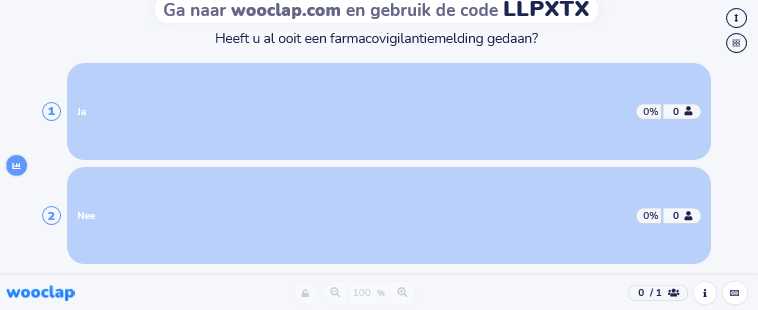 Ga naar wooclap.com en gebruik de code LLPXTX
Heeft u al ooit een farmacovigilantiemelding gedaan?
1 Ja 0% 0
2 Nee 0% 0
wooclap 100 % 0 / 1